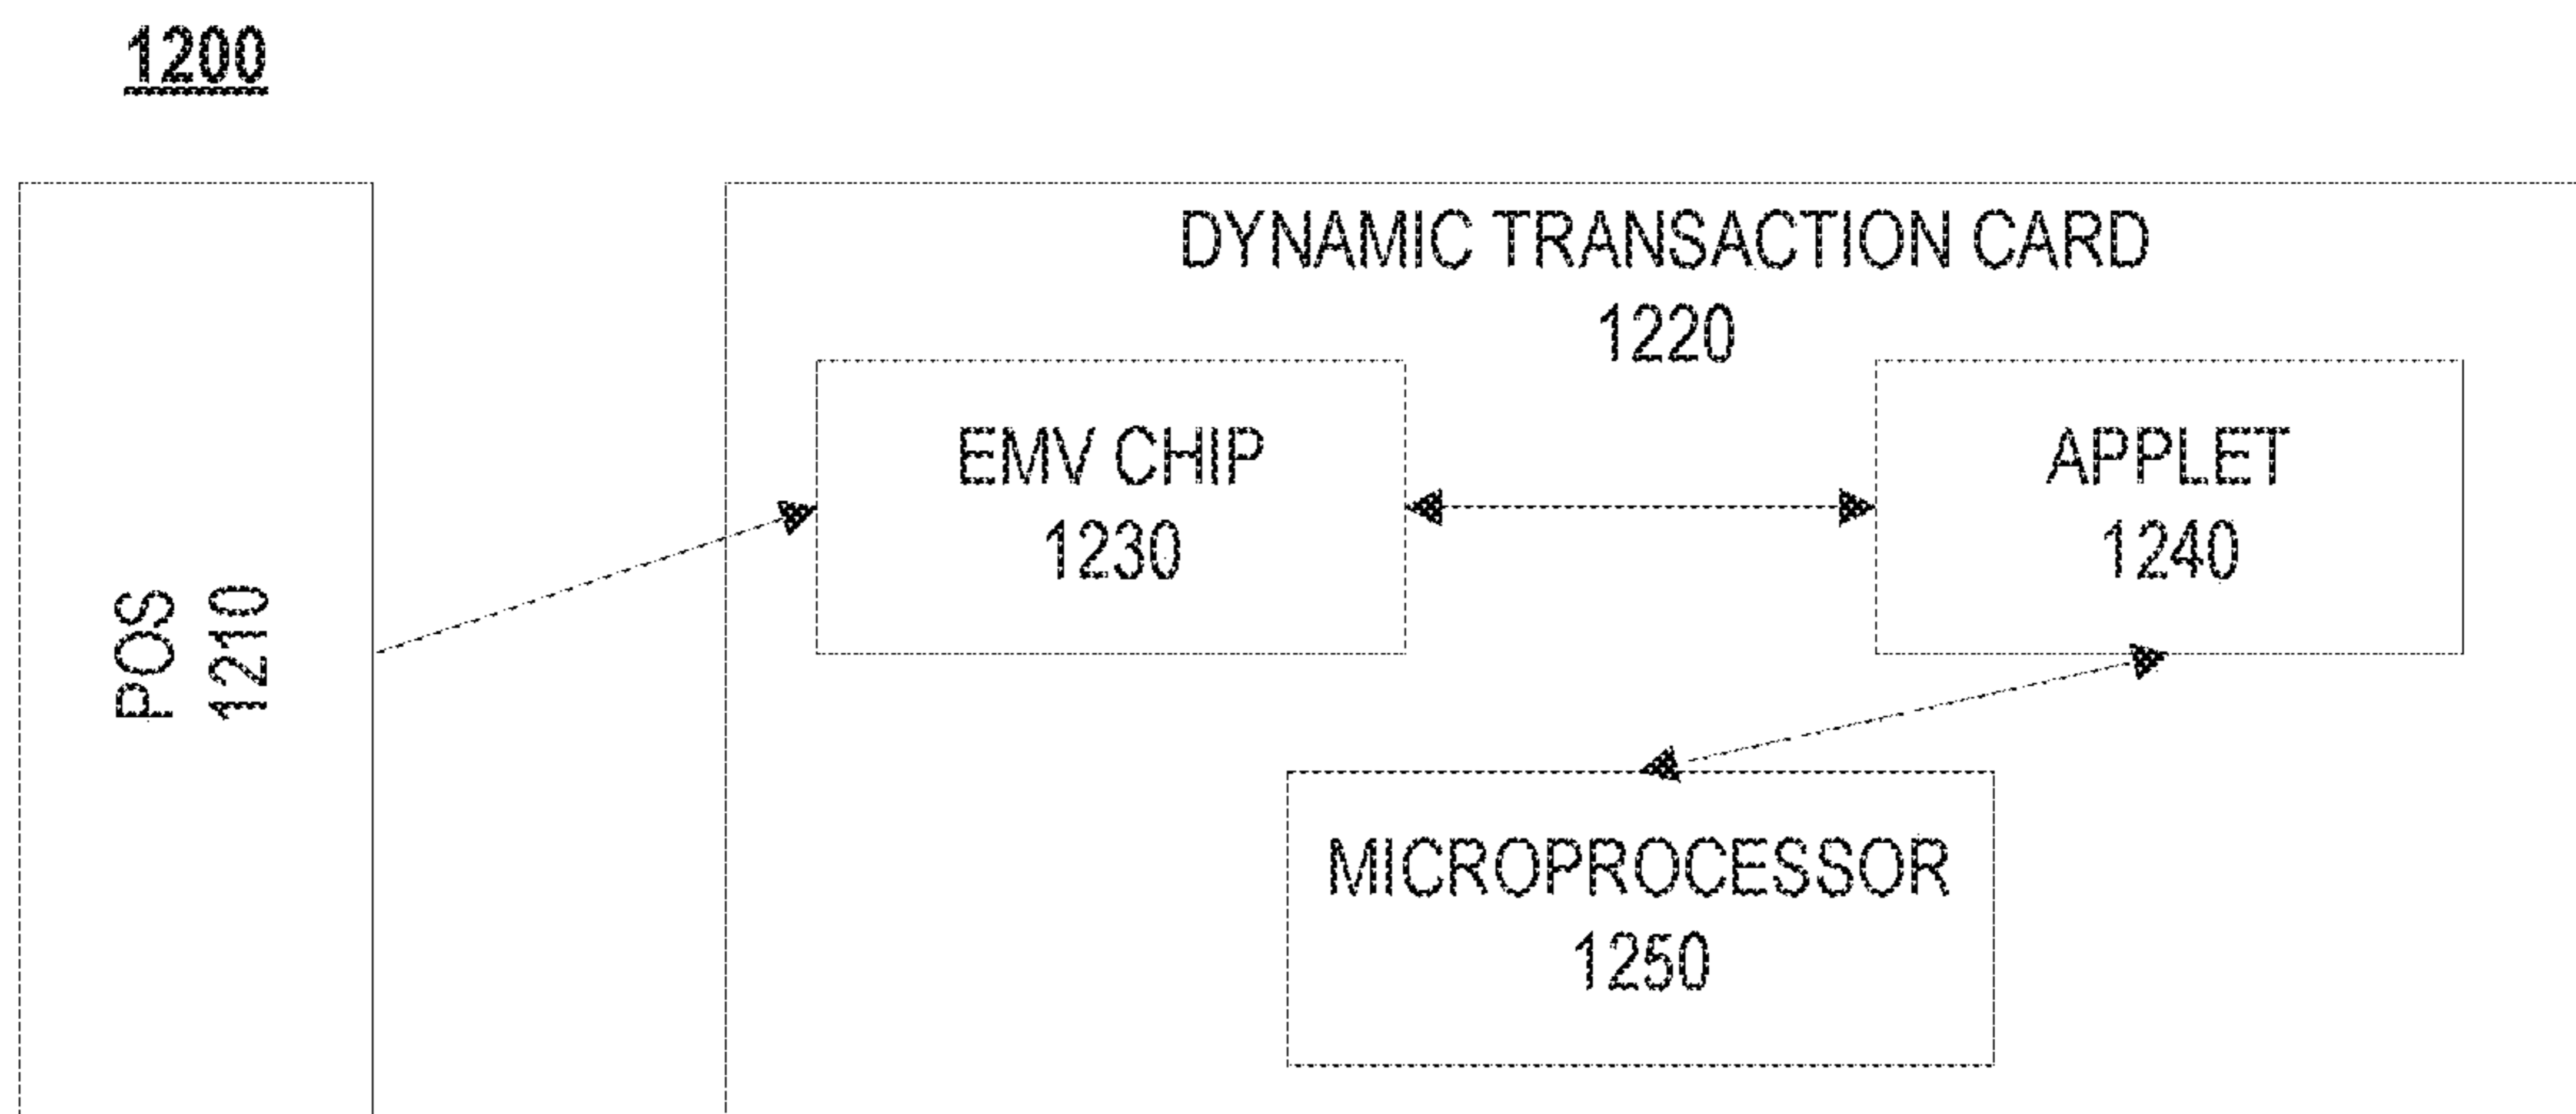 1200
POS
1210
DYNAMIC TRANSACTION CARD
1220
EMV CHIP
1230
APPLET
1240
MICROPROCESSOR
1250